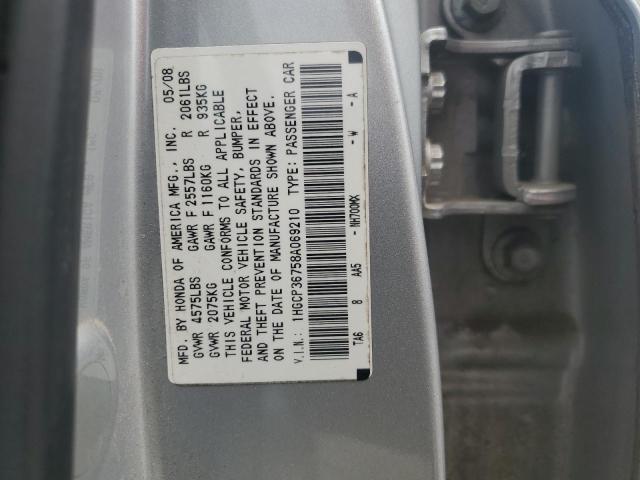 MFD. BY HONDA OF AMERICA MFG., INC. 05/08
GVWR 4575LBS GAWR F 2557LBS R 2061LBS
GVWR 2075KG GAWR F 1160KG R 935KG
THIS VEHICLE CONFORMS TO ALL APPLICABLE
FEDERAL MOTOR VEHICLE SAFETY, BUMPER,
AND THEFT PREVENTION STANDARDS IN EFFECT
ON THE DATE OF MANUFACTURE SHOWN ABOVE.
V.I.N.: 1HGCP36758A069210 TYPE: PASSENGER CAR
TA6 8 AA5 - NH700MX - W - A